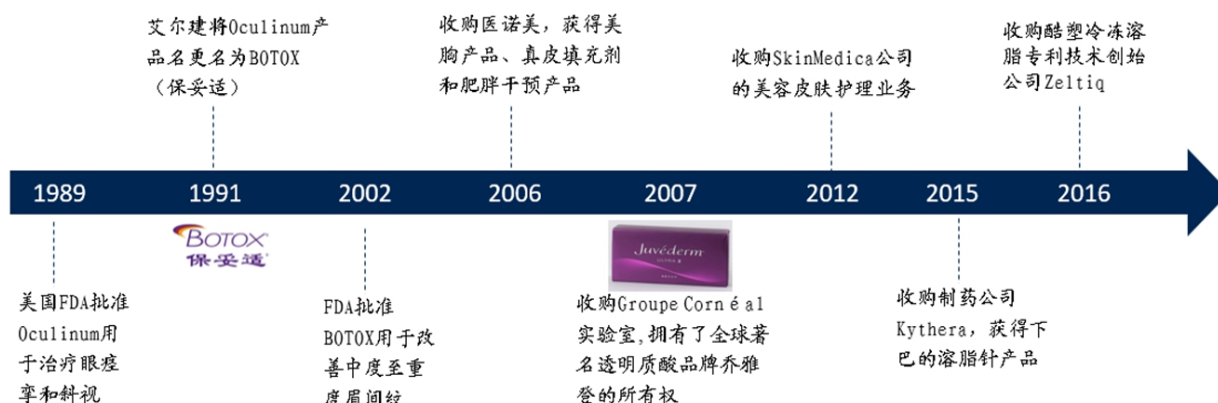 艾尔建将Oculinum产
品名更名为BOTOX
（保妥适）
收购医诺美，获得美
胸产品、真皮填充剂
和肥胖干预产品
收购SkinMedica公司
的美容皮肤护理业务
收购酷塑冷冻溶
脂专利技术创始
公司Zeltiq
1989
1991
2002
2006
2007
2012
2015
2016
BOTOX®
保妥适®
Juvéderm
ULTRA
美国FDA批准
Oculinum用
于治疗眼痉
挛和斜视
FDA批准
BOTOX用于改
善中度至重
度眉间纹
收购Groupe Cornéal
实验室,拥有了全球著
名透明质酸品牌乔雅
登的所有权
收购制药公司
Kythera，获得下
巴的溶脂针产品